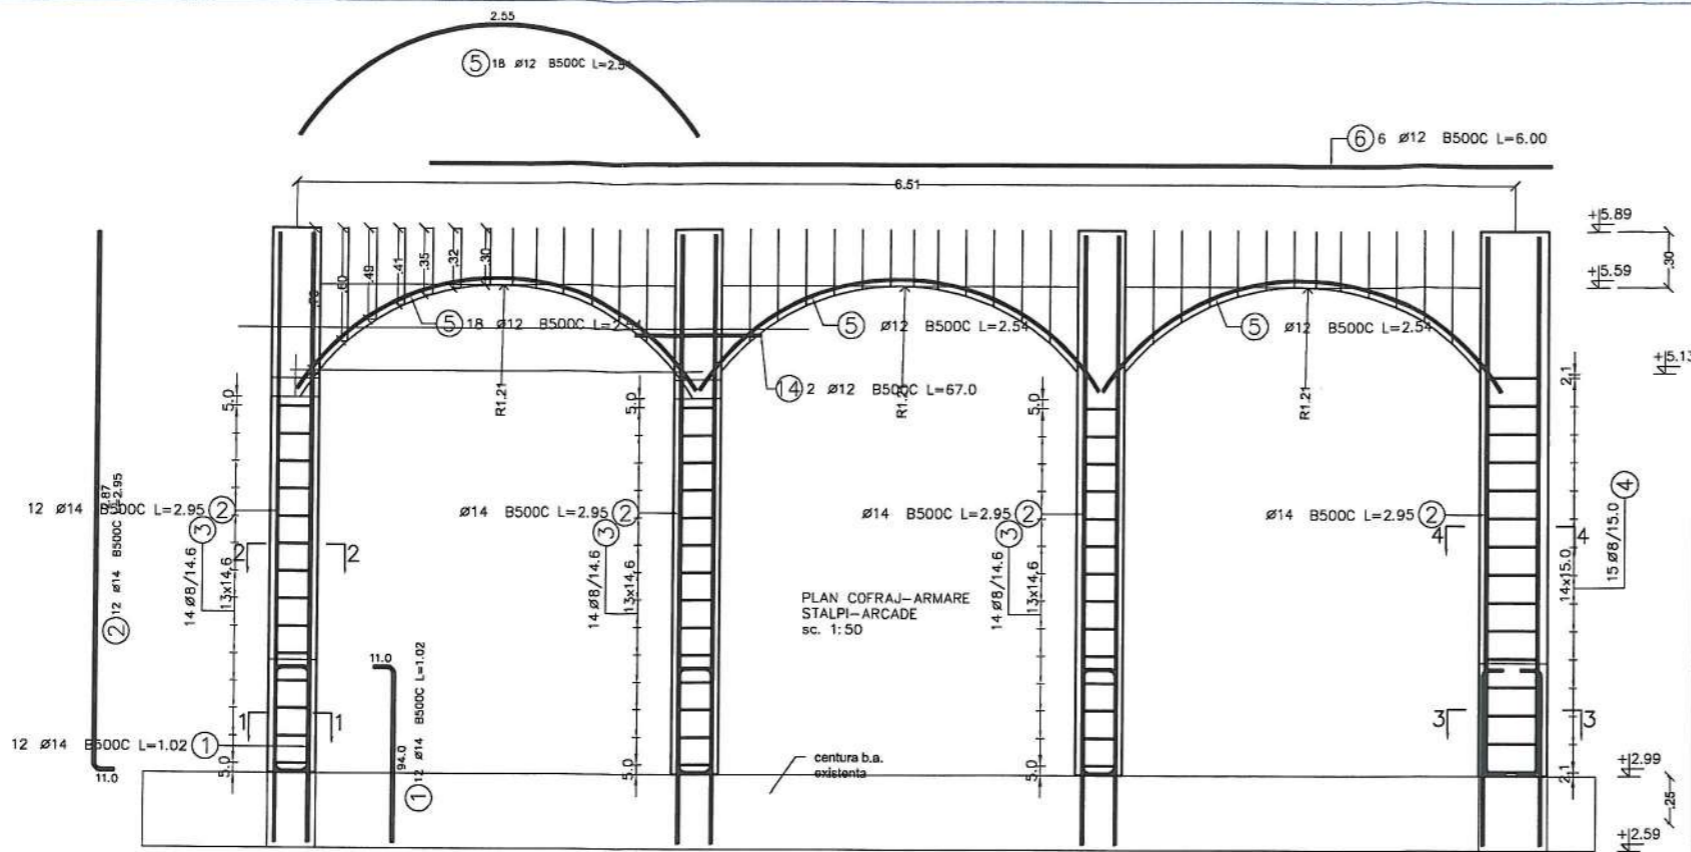 2.55
5 18 Ø12 B500C L=2.5
6 6 Ø12 B500C L=6.00
6.51
+5.89
.30
+5.59
.60
.49
.41
.35
.32
.30
5 18 Ø12 B500C L=2.54
5 Ø12 B500C L=2.54
5 Ø12 B500C L=2.54
+5.13
R1.21
R1.21
R1.21
14 2 Ø12 B500C L=67.0
5.0
5.0
5.0
2.1
2 12 Ø14 B500C L=2.95
12 Ø14 B500C L=2.95 2
Ø14 B500C L=2.95 2
Ø14 B500C L=2.95 2
Ø14 B500C L=2.95 2
3
14 Ø8/14.6
13x14.6
3
14 Ø8/14.6
13x14.6
3
14 Ø8/14.6
13x14.6
4
15 Ø8/15.0
14x15.0
2 2
4 4
PLAN COFRAJ-ARMARE
STALPI-ARCADE
sc. 1:50
11.0
94.0
1 12 Ø14 B500C L=1.02
1 1
3 3
12 Ø14 B500C L=1.02 1
11.0
5.0
5.0
5.0
2.1
centura b.a.
existenta
+2.99
.25
+2.59